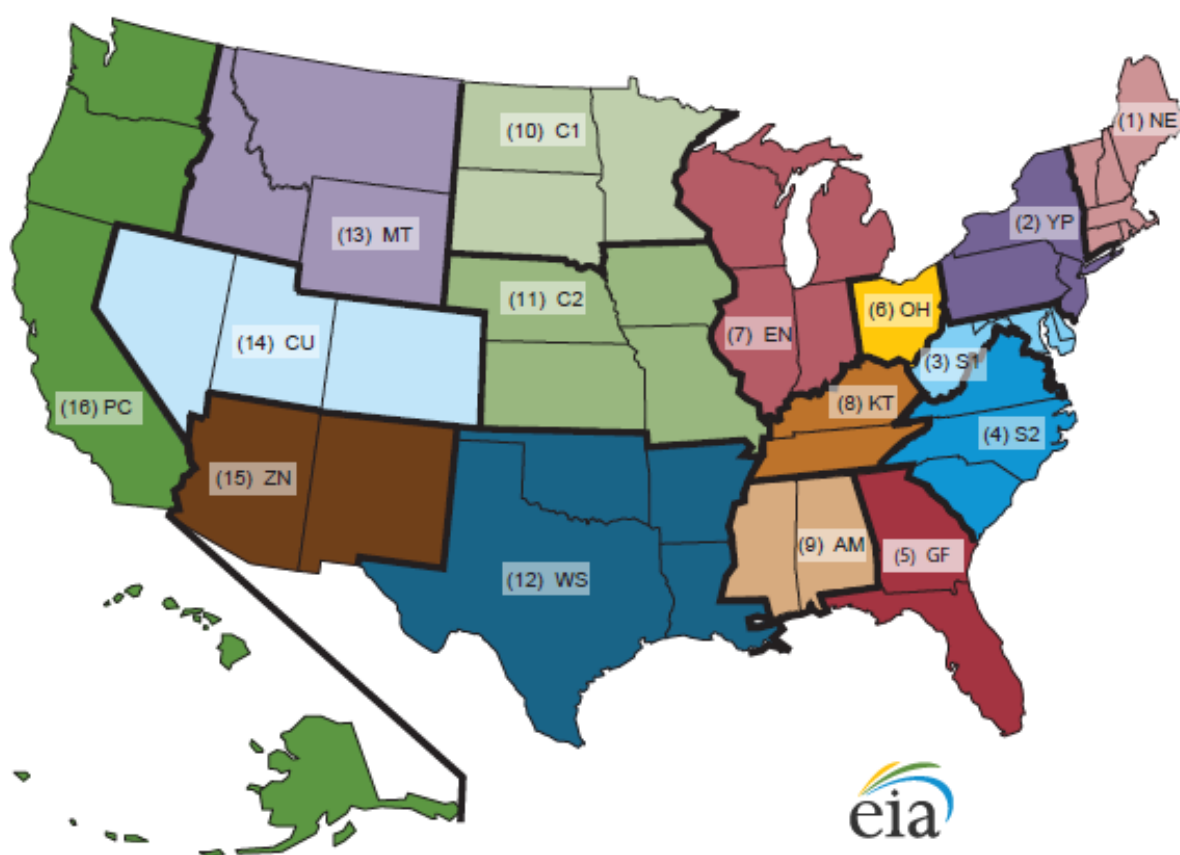 (1) NE
(10) C1
(2) YP
(13) MT
(11) C2
(6) OH
(7) EN
(14) CU
(3) S1
(16) PC
(8) KT
(4) S2
(15) ZN
(9) AM
(5) GF
(12) WS
eia